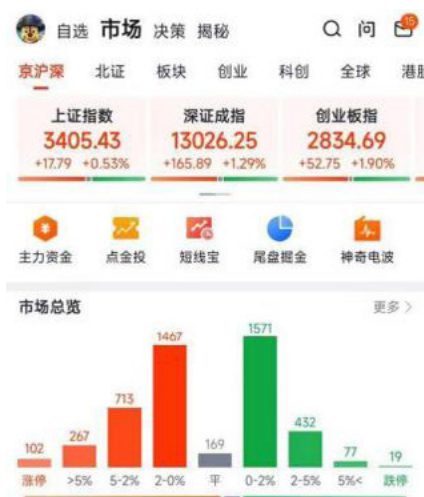 自选 市场 决策 揭秘 问 15
京沪深 北证 板块 创业 科创 全球 港股
上证指数 深证成指 创业板指
3405.43 13026.25 2834.69
+17.79 +0.53% +165.89 +1.29% +52.75 +1.90%
主力资金 点金投 短线宝 尾盘掘金 神奇电波
市场总览 更多 >
102 267 713 1467 169 1571 432 77 19
涨停 >5% 5-2% 2-0% 平 0-2% 2-5% 5%< 跌停